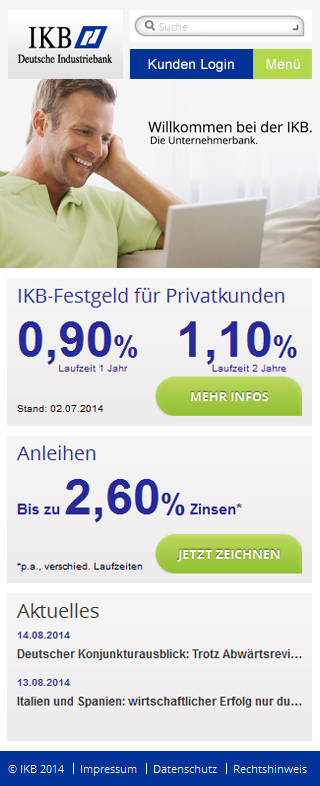 IKB
Deutsche Industriebank
Suche
Kunden Login
Menü
Willkommen bei der IKB.
Die Unternehmerbank.
IKB-Festgeld für Privatkunden
0,90% 1,10%
Laufzeit 1 Jahr Laufzeit 2 Jahre
Stand: 02.07.2014
MEHR INFOS
Anleihen
Bis zu 2,60% Zinsen*
*p.a., verschied. Laufzeiten
JETZT ZEICHNEN
Aktuelles
14.08.2014
Deutscher Konjunkturausblick: Trotz Abwärtsrevi...
13.08.2014
Italien und Spanien: wirtschaftlicher Erfolg nur du...
© IKB 2014 | Impressum | Datenschutz | Rechtshinweis